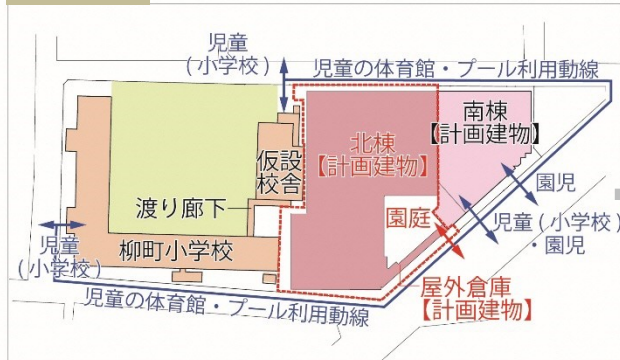 児童
(小学校)
児童の体育館・プール利用動線
南棟
【計画建物】
北棟
【計画建物】
仮設
校舎
園児
渡り廊下
園庭
児童(小学校)
・園児
児童
(小学校)
柳町小学校
屋外倉庫
【計画建物】
児童の体育館・プール利用動線